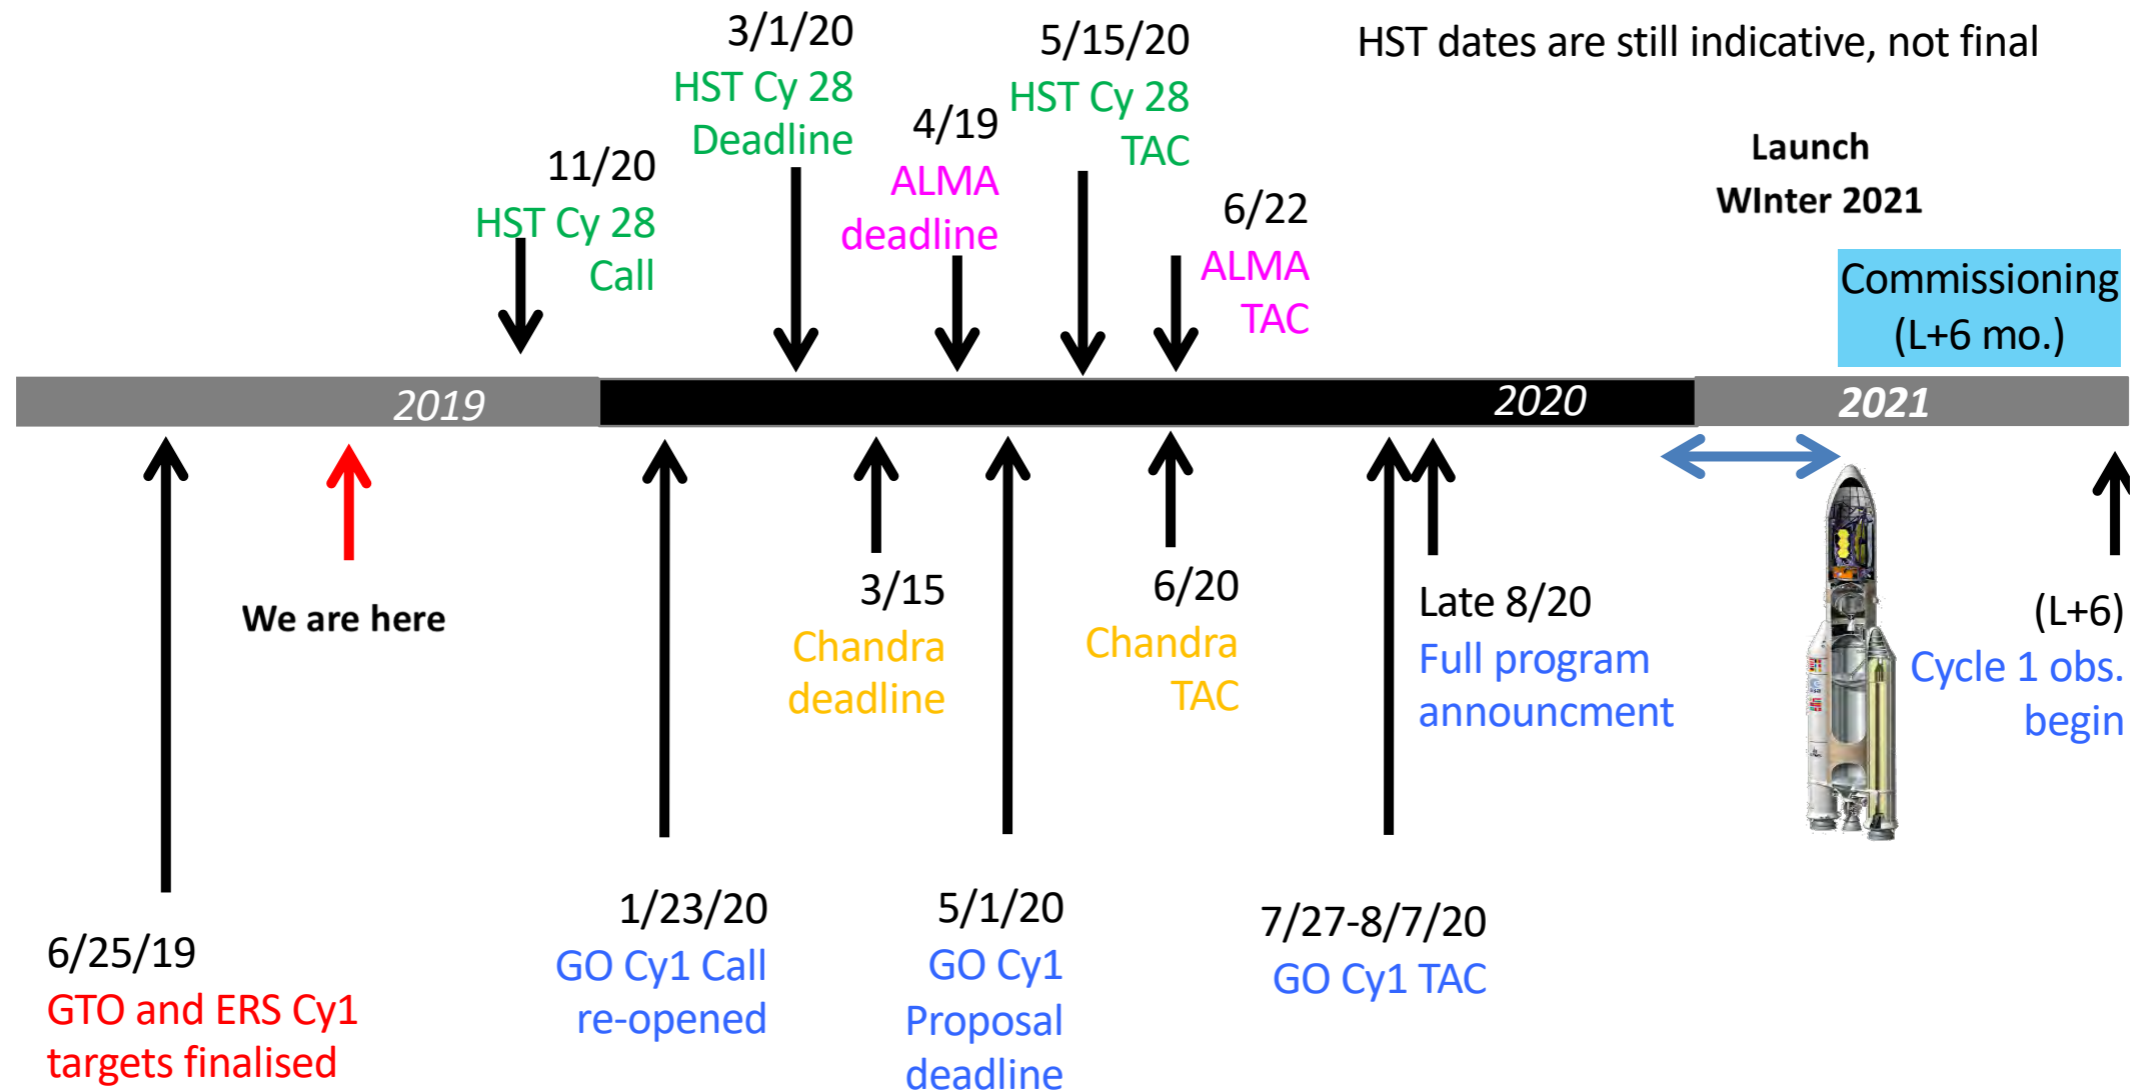 3/1/20
HST Cy 28
Deadline
5/15/20
HST Cy 28
TAC
HST dates are still indicative, not final
4/19
ALMA
deadline
11/20
HST Cy 28
Call
6/22
ALMA
TAC
Launch
WInter 2021
Commissioning
(L+6 mo.)
2019
2020
2021
We are here
3/15
Chandra
deadline
6/20
Chandra
TAC
Late 8/20
Full program
announcment
(L+6)
Cycle 1 obs.
begin
6/25/19
GTO and ERS Cy1
targets finalised
1/23/20
GO Cy1 Call
re-opened
5/1/20
GO Cy1
Proposal
deadline
7/27-8/7/20
GO Cy1 TAC